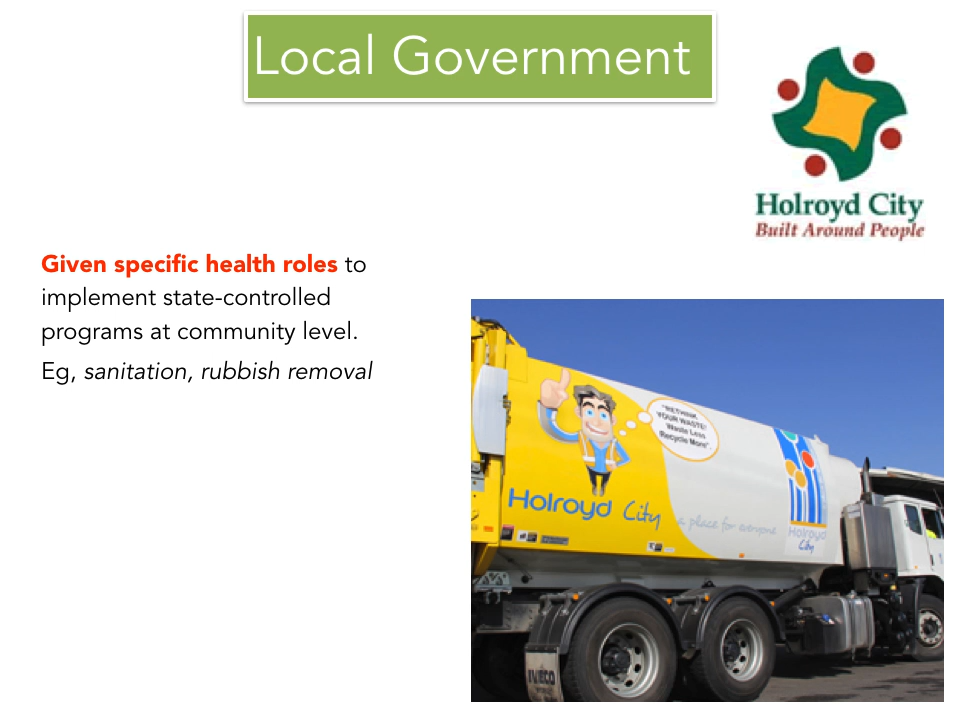 Local Government
Holroyd City
Built Around People
Given specific health roles to
implement state-controlled
programs at community level.
Eg, sanitation, rubbish removal
"RETHINK
YOUR WASTE!
Waste Less
Recycle More".
Holroyd City
a place for everyone
Holroyd
City
IVECO